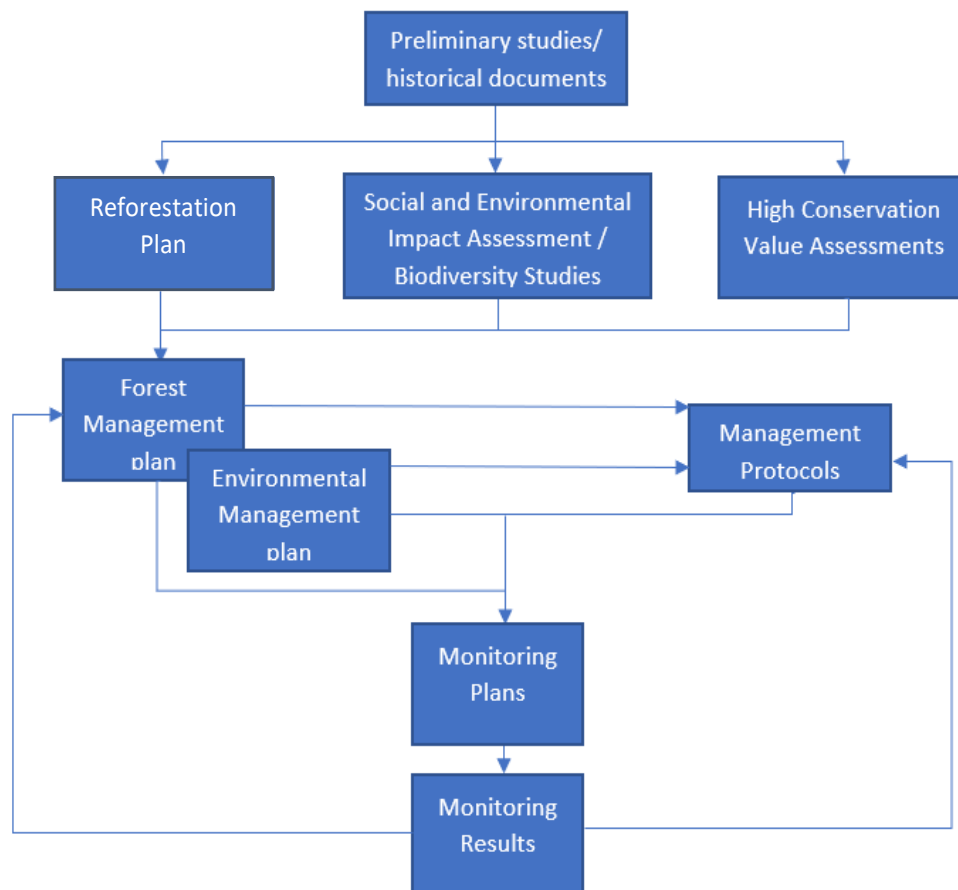 Preliminary studies/
historical documents
Reforestation
Plan
Social and Environmental
Impact Assessment /
Biodiversity Studies
High Conservation
Value Assessments
Forest
Management
plan
Management
Protocols
Environmental
Management
plan
Monitoring
Plans
Monitoring
Results